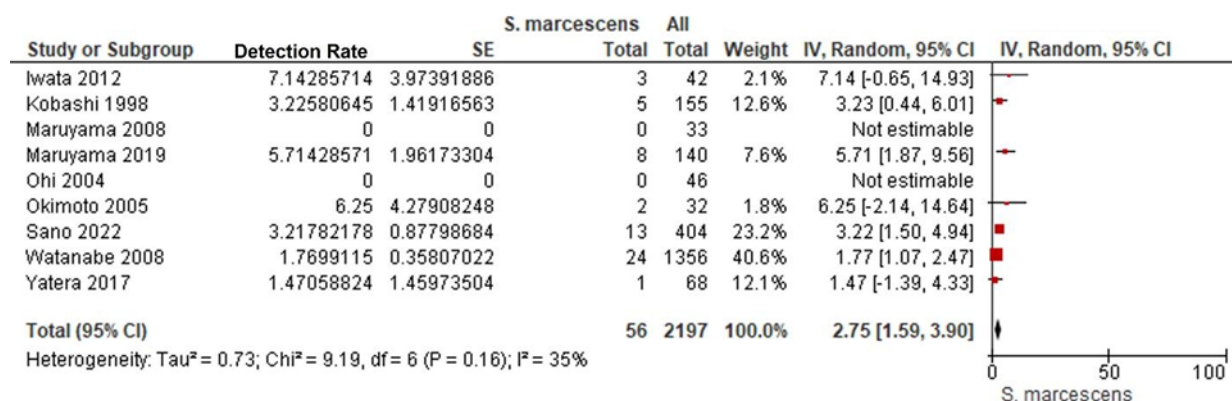 S. marcescens All
Study or Subgroup Detection Rate SE Total Total Weight IV, Random, 95% CI IV, Random, 95% CI
Iwata 2012 7.14285714 3.97391886 3 42 2.1% 7.14 [-0.65, 14.93]
Kobashi 1998 3.22580645 1.41916563 5 155 12.6% 3.23 [0.44, 6.01]
Maruyama 2008 0 0 0 33 Not estimable
Maruyama 2019 5.71428571 1.96173304 8 140 7.6% 5.71 [1.87, 9.56]
Ohi 2004 0 0 0 46 Not estimable
Okimoto 2005 6.25 4.27908248 2 32 1.8% 6.25 [-2.14, 14.64]
Sano 2022 3.21782178 0.87798684 13 404 23.2% 3.22 [1.50, 4.94]
Watanabe 2008 1.7699115 0.35807022 24 1356 40.6% 1.77 [1.07, 2.47]
Yatera 2017 1.47058824 1.45973504 1 68 12.1% 1.47 [-1.39, 4.33]
Total (95% CI) 56 2197 100.0% 2.75 [1.59, 3.90]
Heterogeneity: Tau² = 0.73; Chi² = 9.19, df = 6 (P = 0.16); I² = 35%
0 50 100
S. marcescens